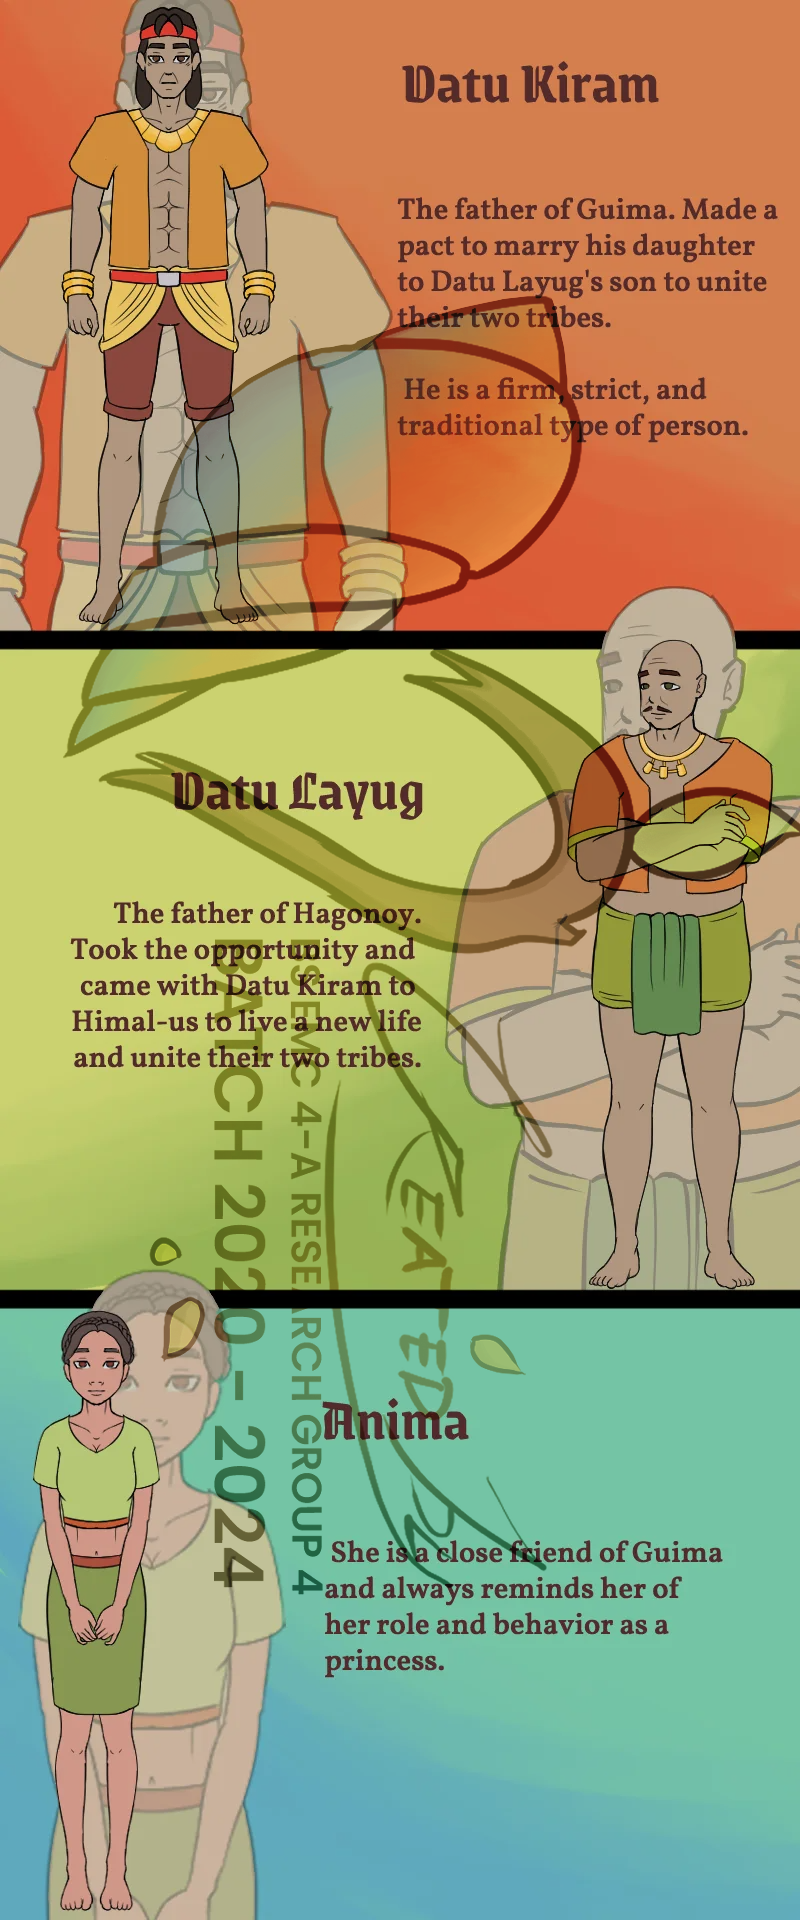 Datu Kiram
The father of Guima. Made a
pact to marry his daughter
to Datu Layug's son to unite
their two tribes.
He is a firm, strict, and
traditional type of person.
Datu Layug
The father of Hagonoy.
Took the opportunity and
came with Datu Kiram to
Himal-us to live a new life
and unite their two tribes.
Anima
She is a close friend of Guima
and always reminds her of
her role and behavior as a
princess.
BSEMC 4-A RESEARCH GROUP 4
BATCH 2020 – 2024